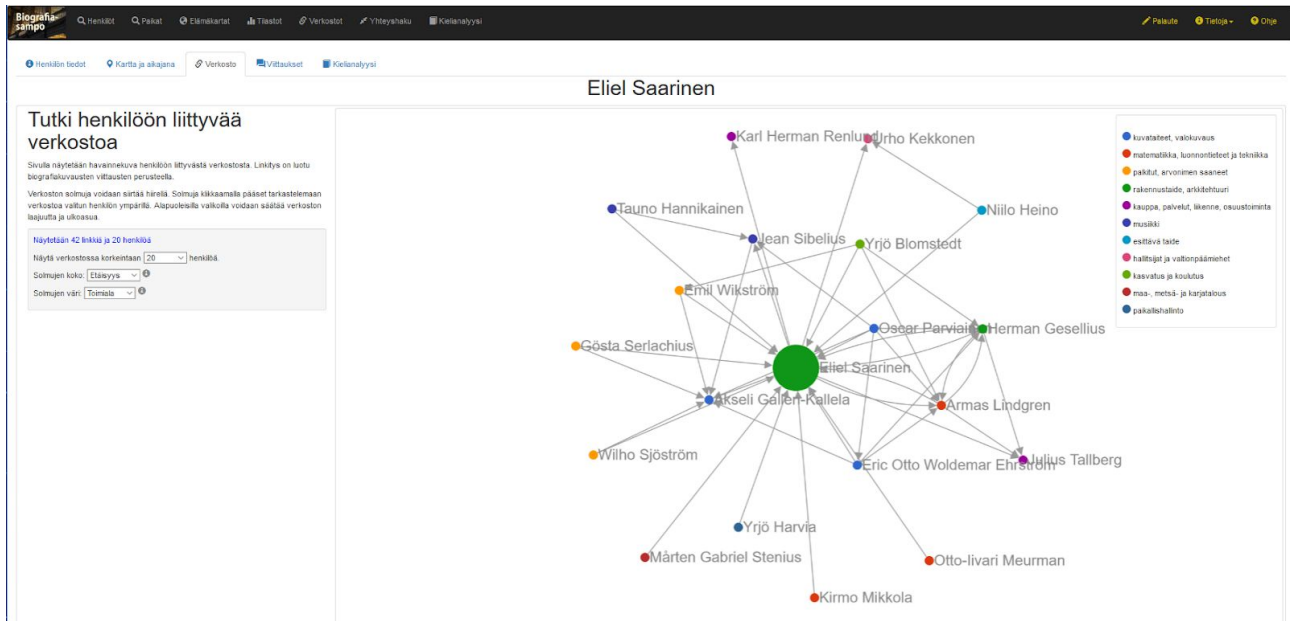 Biografia-
sampo
Henkilöt
Paikat
Elämäkartat
Tilastot
Verkostot
Yhteyshaku
Kielianalyysi
Palaute
Tietoja
Ohje
Henkilön tiedot
Kartta ja aikajana
Verkosto
Viittaukset
Kielianalyysi
Eliel Saarinen
Tutki henkilöön liittyvää
verkostoa
Sivulla näytetään havainnekuva henkilöön liittyvästä verkostosta. Linkitys on luotu
biografiakuvausten viittausten perusteella.
Verkoston solmuja voidaan siirtää hiirellä. Solmuja klikkaamalla pääset tarkastelemaan
verkostoa valitun henkilön ympärillä. Alapuoleisilla valikoilla voidaan säätää verkoston
laajuutta ja ulkoasua.
Näytetään 42 linkkiä ja 20 henkilöä
Näytä verkostossa korkeintaan 20 henkilöä.
Solmujen koko: Etäisyys
Solmujen väri: Toimiala
Karl Herman Renlund
Urho Kekkonen
Tauno Hannikainen
Niilo Heino
Jean Sibelius
Yrjö Blomstedt
Emil Wikström
Oscar Parviainen
Herman Gesellius
Gösta Serlachius
Eliel Saarinen
Akseli Gallen-Kallela
Armas Lindgren
Wilho Sjöström
Eric Otto Woldemar Ehrström
Julius Tallberg
Yrjö Harvia
Mårten Gabriel Stenius
Otto-Iivari Meurman
Kirmo Mikkola
kuvataiteet, valokuvaus
matematiikka, luonnontieteet ja tekniikka
palkitut, arvonimen saaneet
rakennustaide, arkkitehtuuri
kauppa, palvelut, liikenne, osuustoiminta
musiikki
esittävä taide
hallitsijat ja valtionpäämiehet
kasvatus ja koulutus
maa-, metsä- ja karjatalous
paikallishallinto